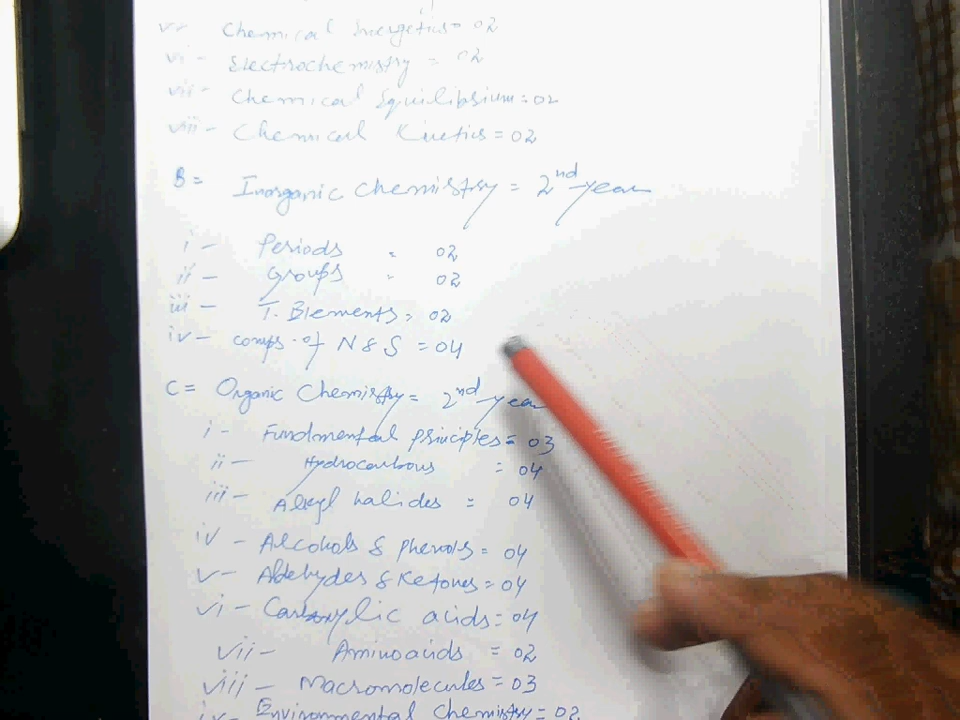 v- Chemical Energetics = 02
vi- Electrochemistry = 02
vii- Chemical Equilibrium = 02
viii- Chemical Kinetics = 02
B= Inorganic Chemistry = 2nd year
i- Periods = 02
ii- Groups = 02
iii- T. Elements = 02
iv- comps. of N & S = 04
C= Organic Chemistry = 2nd year
i- Fundmental principles = 03
ii- Hydrocarbons = 04
iii- Alkyl halides = 04
iv- Alcohols & Phenols = 04
v- Aldehydes & Ketones = 04
vi- Carboxylic acids = 04
vii- Aminoacids = 02
viii- Macromolecules = 03
ix- Environmental Chemistry = 02